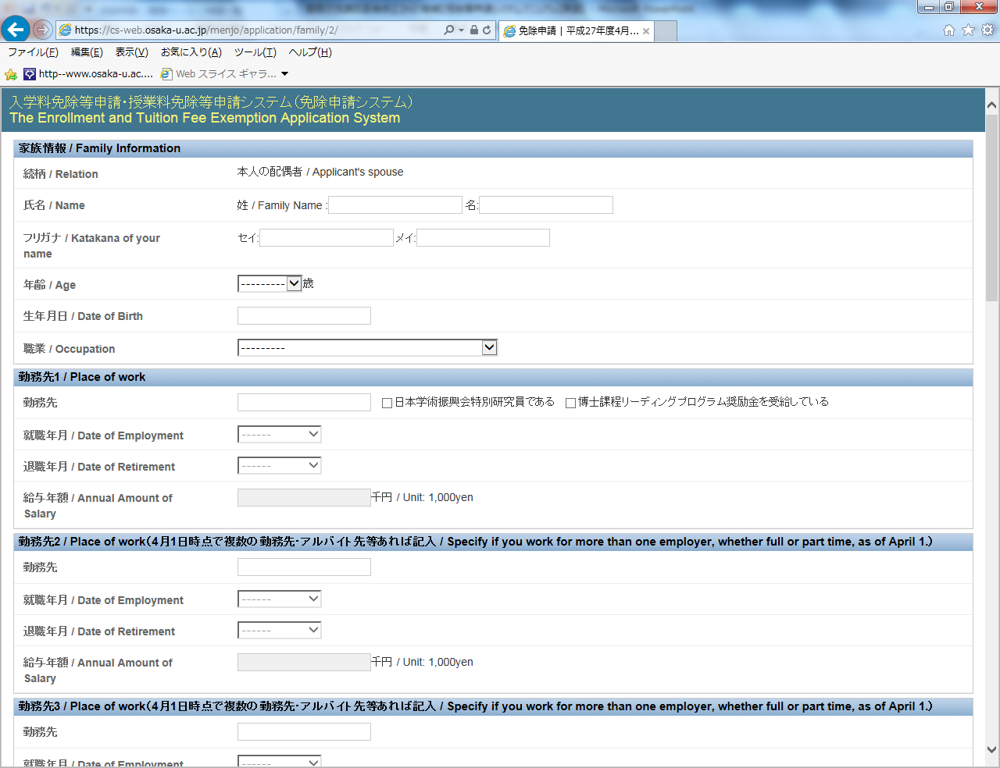 https://cs-web.osaka-u.ac.jp/menjo/application/family/2/
免除申請 | 平成27年度4月...
ファイル(F) 編集(E) 表示(V) お気に入り(A) ツール(T) ヘルプ(H)
http--www.osaka-u.ac.... Web スライス ギャラ...
入学料免除等申請・授業料免除等申請システム（免除申請システム）
The Enrollment and Tuition Fee Exemption Application System
家族情報 / Family Information
続柄 / Relation 本人の配偶者 / Applicant's spouse
氏名 / Name 姓 / Family Name : 名:
フリガナ / Katakana of your name セイ: メイ:
年齢 / Age --------- 歳
生年月日 / Date of Birth
職業 / Occupation ---------
勤務先1 / Place of work
勤務先 日本学術振興会特別研究員である 博士課程リーディングプログラム奨励金を受給している
就職年月 / Date of Employment ------
退職年月 / Date of Retirement ------
給与年額 / Annual Amount of Salary 千円 / Unit: 1,000yen
勤務先2 / Place of work（4月1日時点で複数の勤務先・アルバイト先等あれば記入 / Specify if you work for more than one employer, whether full or part time, as of April 1.）
勤務先
就職年月 / Date of Employment ------
退職年月 / Date of Retirement ------
給与年額 / Annual Amount of Salary 千円 / Unit: 1,000yen
勤務先3 / Place of work（4月1日時点で複数の勤務先・アルバイト先等あれば記入 / Specify if you work for more than one employer, whether full or part time, as of April 1.）
勤務先
就職年月 / Date of Employment ------